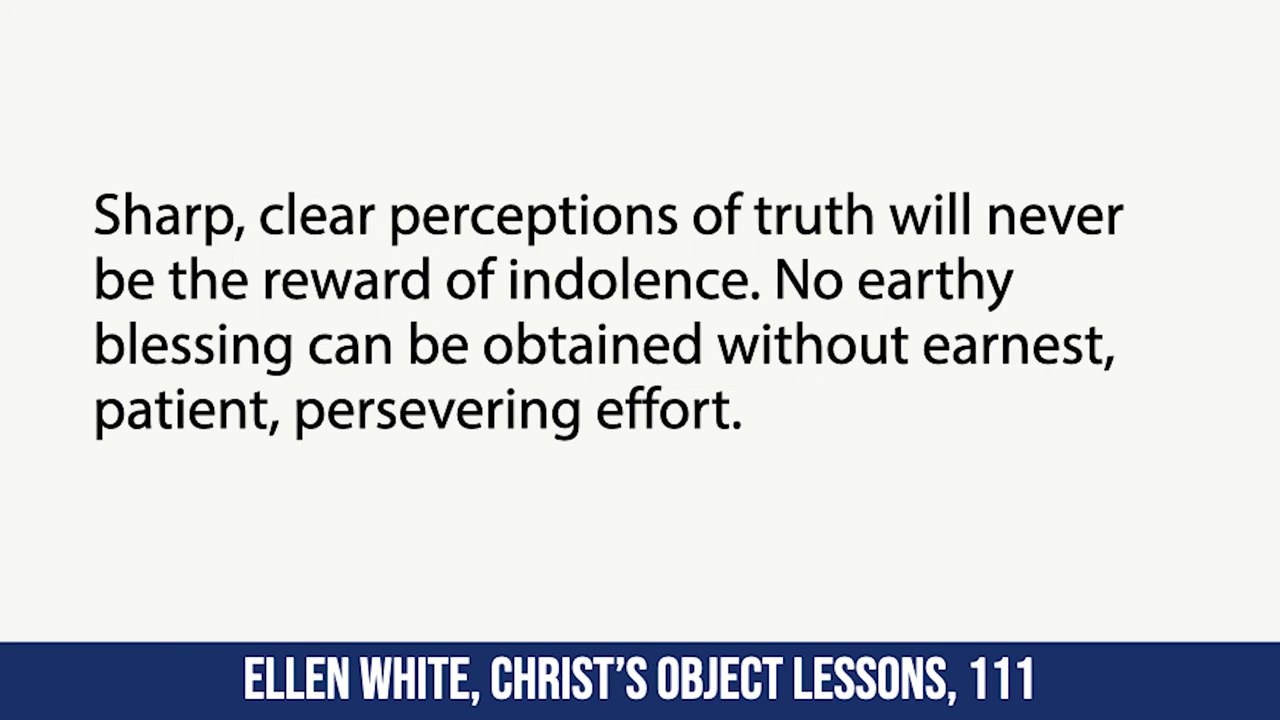 Sharp, clear perceptions of truth will never
be the reward of indolence. No earthy
blessing can be obtained without earnest,
patient, persevering effort.
ELLEN WHITE, CHRIST’S OBJECT LESSONS, 111